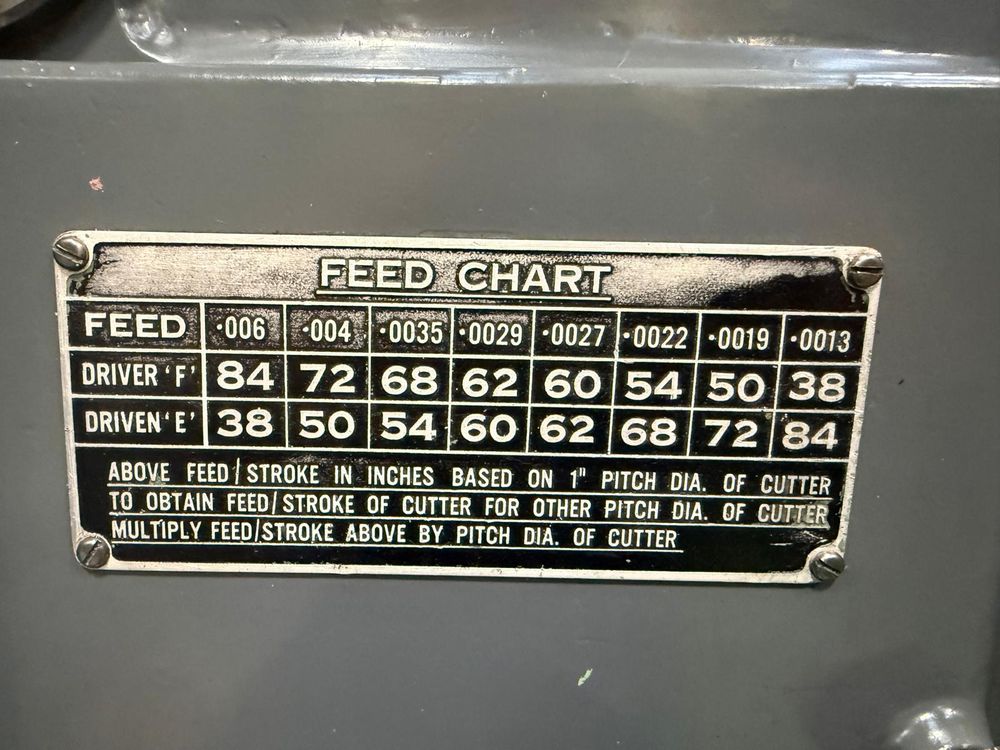 FEED CHART
FEED ·006 ·004 ·0035 ·0029 ·0027 ·0022 ·0019 ·0013
DRIVER 'F' 84 72 68 62 60 54 50 38
DRIVEN 'E' 38 50 54 60 62 68 72 84
ABOVE FEED/STROKE IN INCHES BASED ON 1" PITCH DIA. OF CUTTER
TO OBTAIN FEED/STROKE OF CUTTER FOR OTHER PITCH DIA. OF CUTTER
MULTIPLY FEED/STROKE ABOVE BY PITCH DIA. OF CUTTER